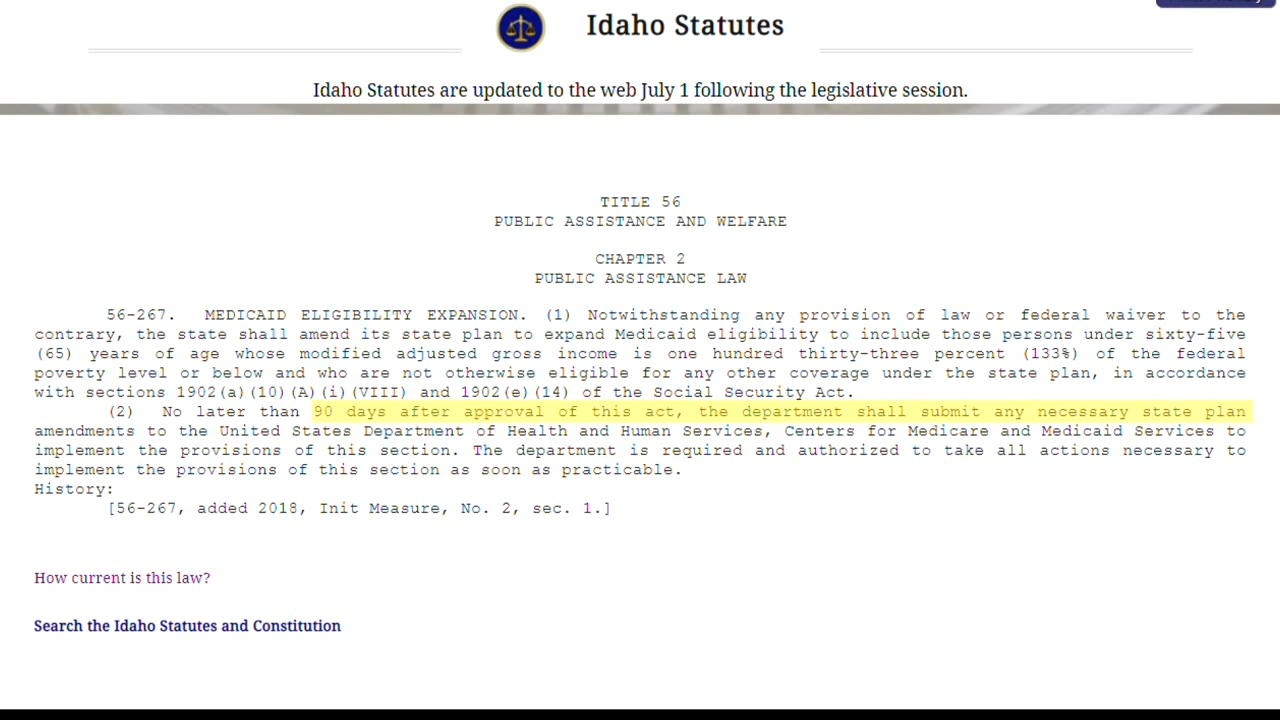 Idaho Statutes
Idaho Statutes are updated to the web July 1 following the legislative session.
TITLE 56
PUBLIC ASSISTANCE AND WELFARE
CHAPTER 2
PUBLIC ASSISTANCE LAW
56-267. MEDICAID ELIGIBILITY EXPANSION. (1) Notwithstanding any provision of law or federal waiver to the
contrary, the state shall amend its state plan to expand Medicaid eligibility to include those persons under sixty-five
(65) years of age whose modified adjusted gross income is one hundred thirty-three percent (133%) of the federal
poverty level or below and who are not otherwise eligible for any other coverage under the state plan, in accordance
with sections 1902(a)(10)(A)(i)(VIII) and 1902(e)(14) of the Social Security Act.
(2) No later than 90 days after approval of this act, the department shall submit any necessary state plan
amendments to the United States Department of Health and Human Services, Centers for Medicare and Medicaid Services to
implement the provisions of this section. The department is required and authorized to take all actions necessary to
implement the provisions of this section as soon as practicable.
History:
[56-267, added 2018, Init Measure, No. 2, sec. 1.]
How current is this law?
Search the Idaho Statutes and Constitution